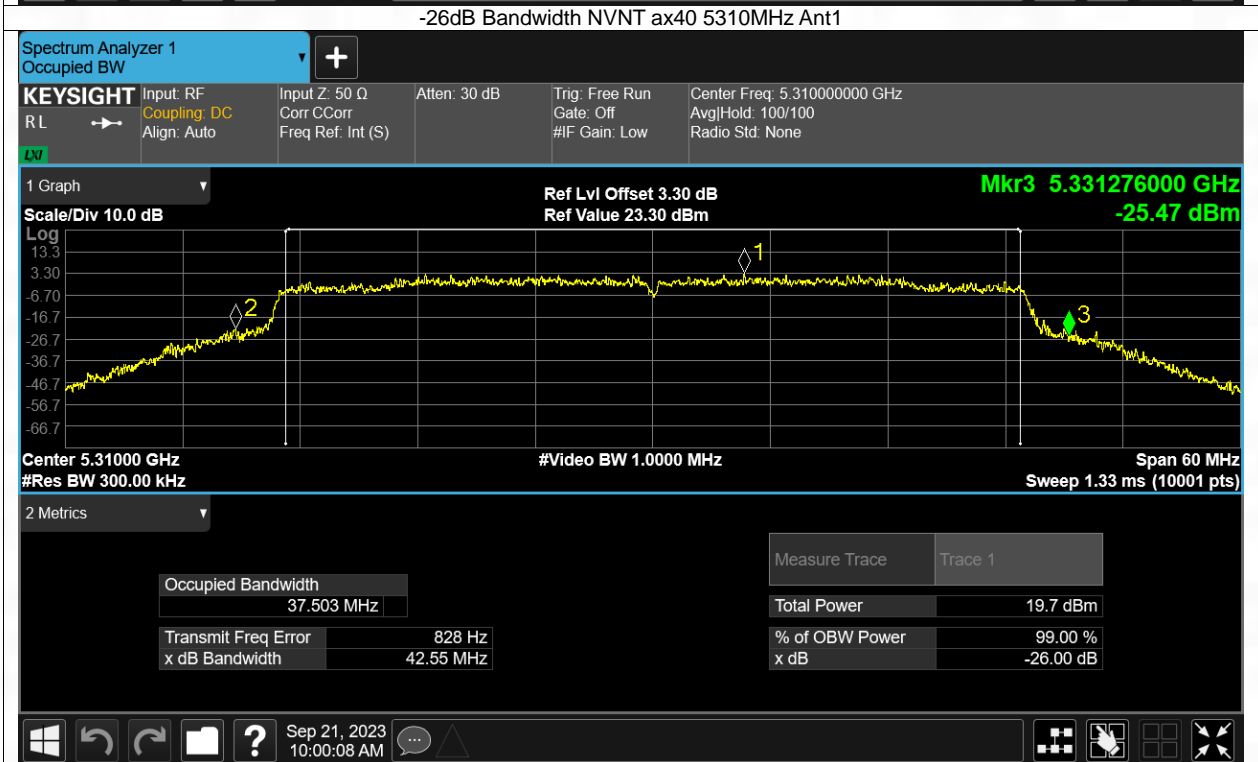 -26dB Bandwidth NVNT ax40 5310MHz Ant1
Spectrum Analyzer 1
Occupied BW
KEYSIGHT
R L
LXI
Input: RF
Coupling: DC
Align: Auto
Input Z: 50 Ω
Corr CCorr
Freq Ref: Int (S)
Atten: 30 dB
Trig: Free Run
Gate: Off
#IF Gain: Low
Center Freq: 5.310000000 GHz
Avg|Hold: 100/100
Radio Std: None
1 Graph
Scale/Div 10.0 dB
Ref Lvl Offset 3.30 dB
Ref Value 23.30 dBm
Mkr3 5.331276000 GHz
-25.47 dBm
Log
13.3
3.30
-6.70
-16.7
-26.7
-36.7
-46.7
-56.7
-66.7
1
2
3
Center 5.31000 GHz
#Video BW 1.0000 MHz
Span 60 MHz
#Res BW 300.00 kHz
Sweep 1.33 ms (10001 pts)
2 Metrics
Measure Trace Trace 1
Occupied Bandwidth
37.503 MHz
Total Power 19.7 dBm
Transmit Freq Error 828 Hz
% of OBW Power 99.00 %
x dB Bandwidth 42.55 MHz
x dB -26.00 dB
?
Sep 21, 2023
10:00:08 AM